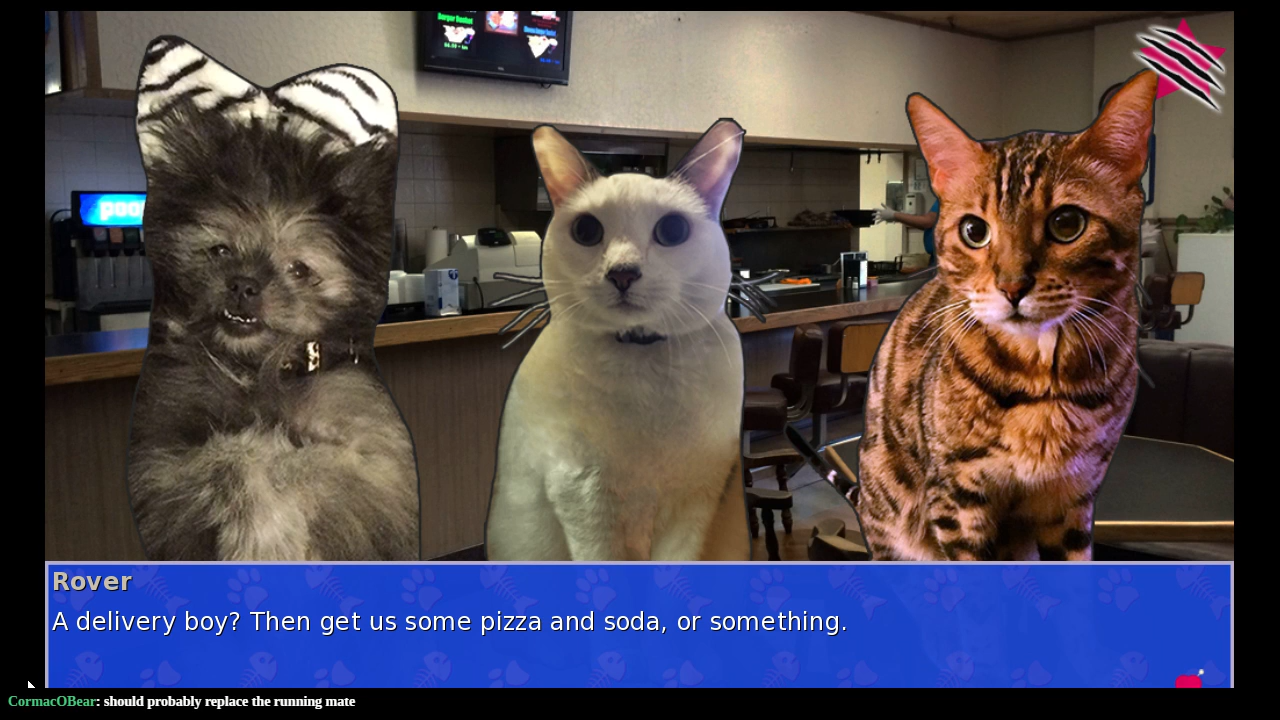 Rover
A delivery boy? Then get us some pizza and soda, or something.
CormacOBear: should probably replace the running mate